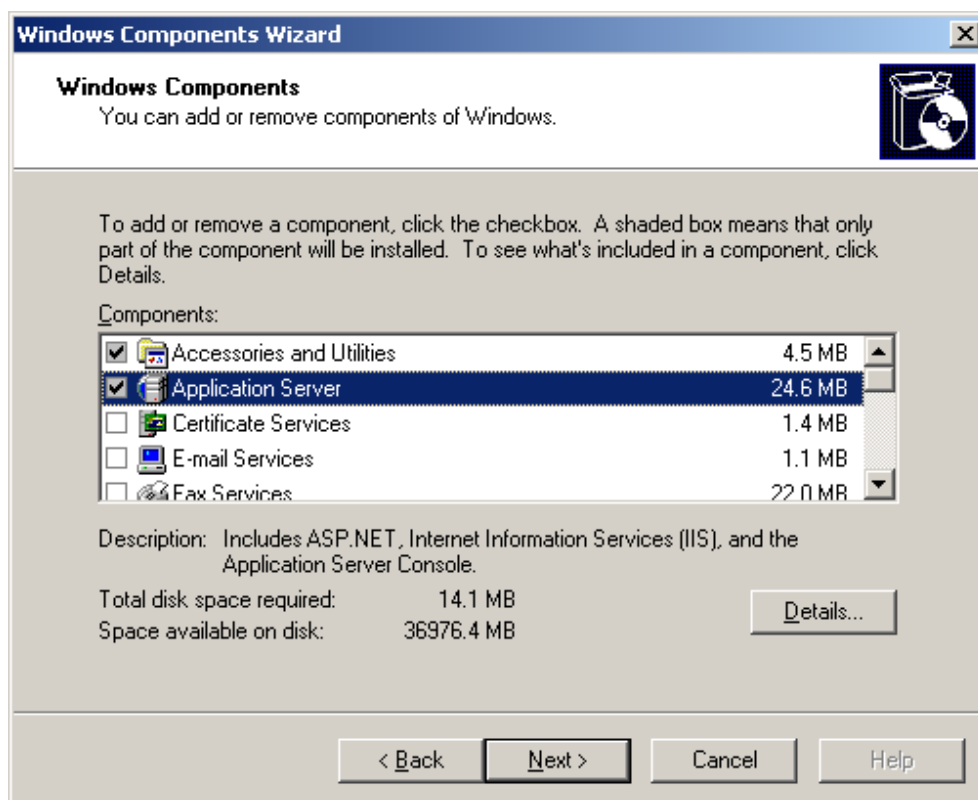 Windows Components Wizard
Windows Components
You can add or remove components of Windows.
To add or remove a component, click the checkbox. A shaded box means that only
part of the component will be installed. To see what's included in a component, click
Details.
Components:
Accessories and Utilities 4.5 MB
Application Server 24.6 MB
Certificate Services 1.4 MB
E-mail Services 1.1 MB
Fax Services 22.0 MB
Description: Includes ASP.NET, Internet Information Services (IIS), and the
Application Server Console.
Total disk space required: 14.1 MB
Space available on disk: 36976.4 MB
Details...
< Back Next > Cancel Help